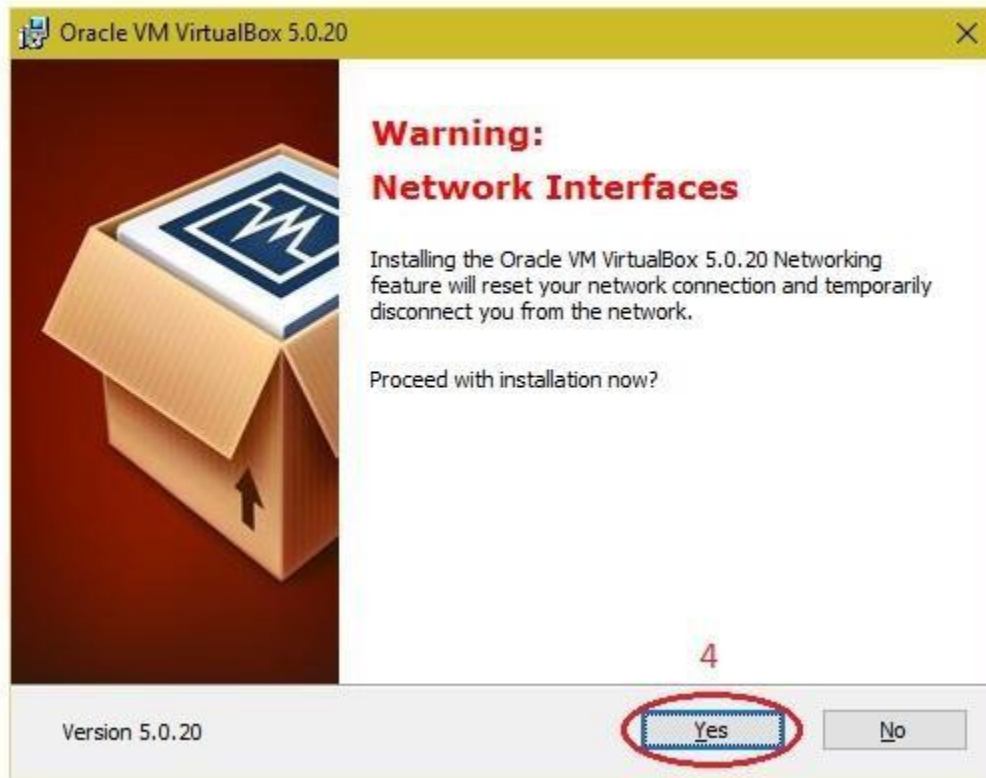 Oracle VM VirtualBox 5.0.20
Warning:
Network Interfaces
Installing the Oracle VM VirtualBox 5.0.20 Networking
feature will reset your network connection and temporarily
disconnect you from the network.
Proceed with installation now?
4
Version 5.0.20
Yes
No